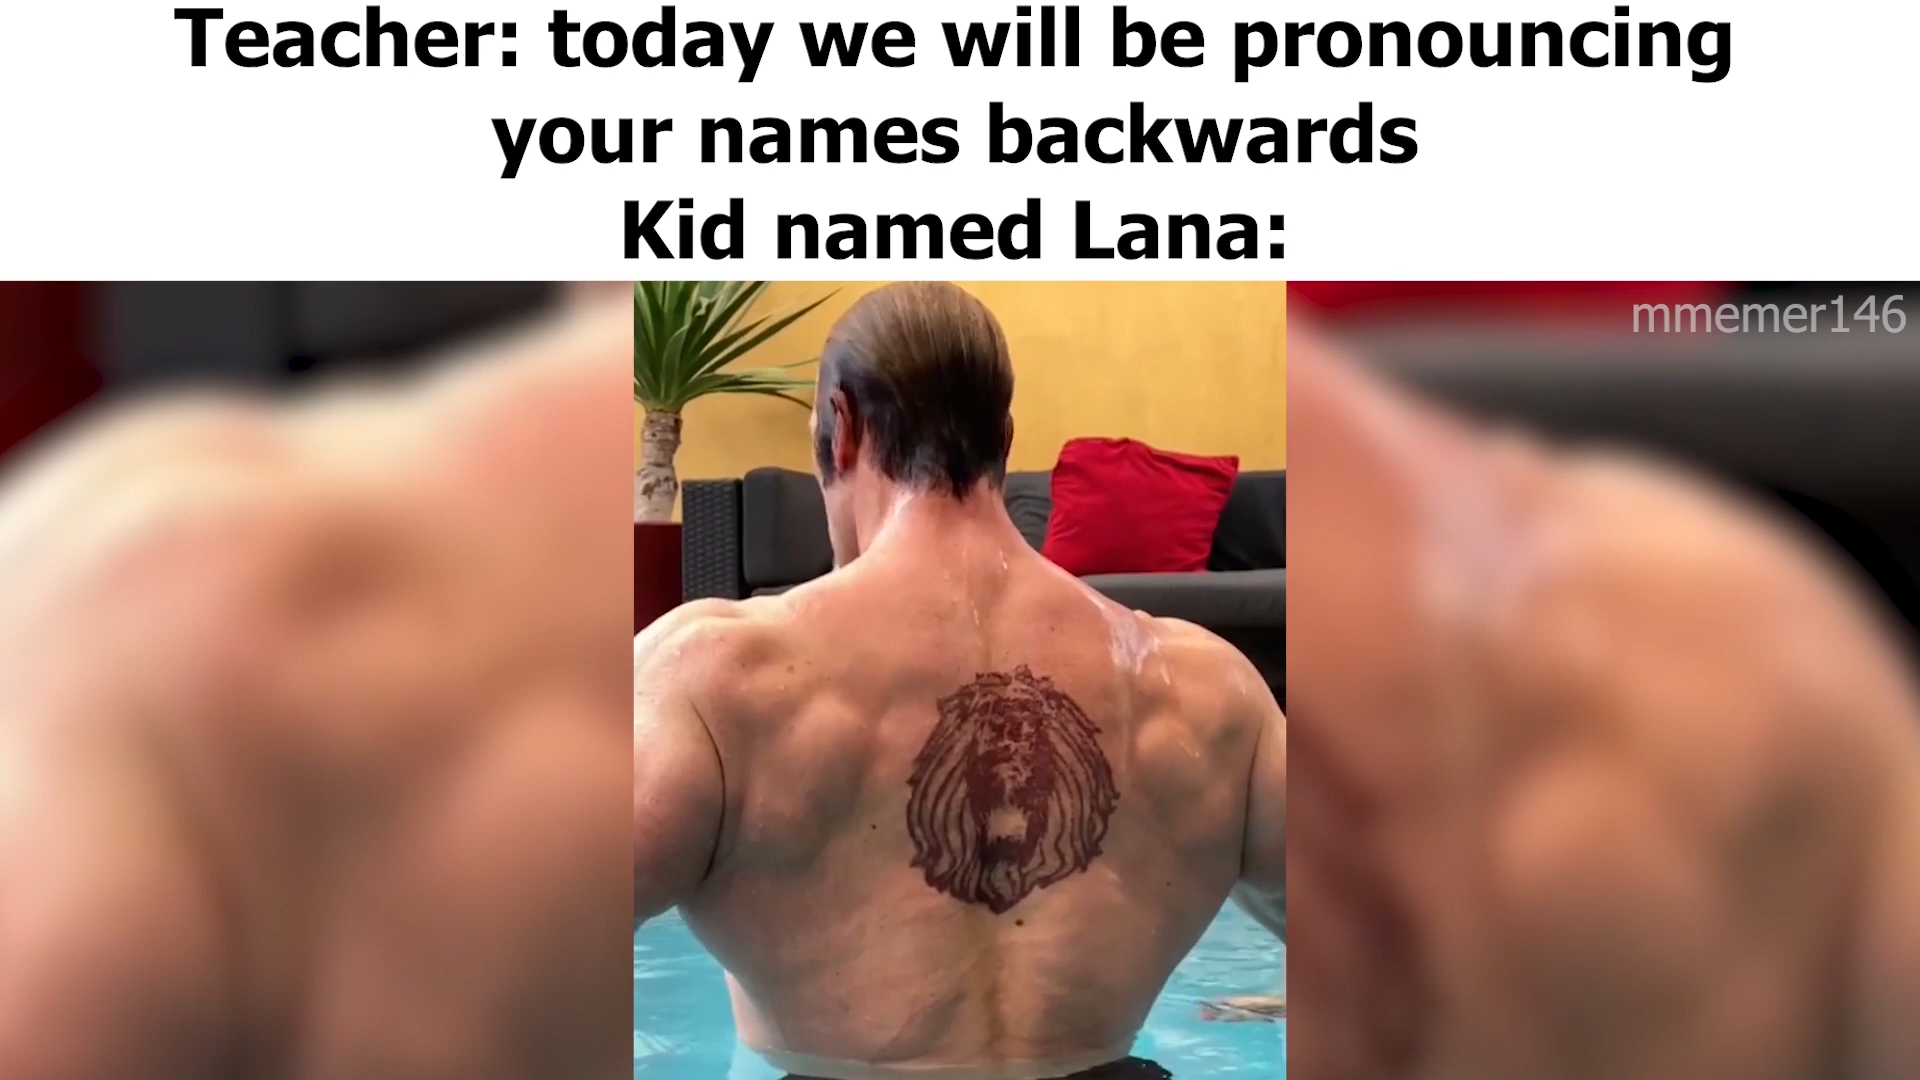 Teacher: today we will be pronouncing
your names backwards
Kid named Lana:
mmemer146